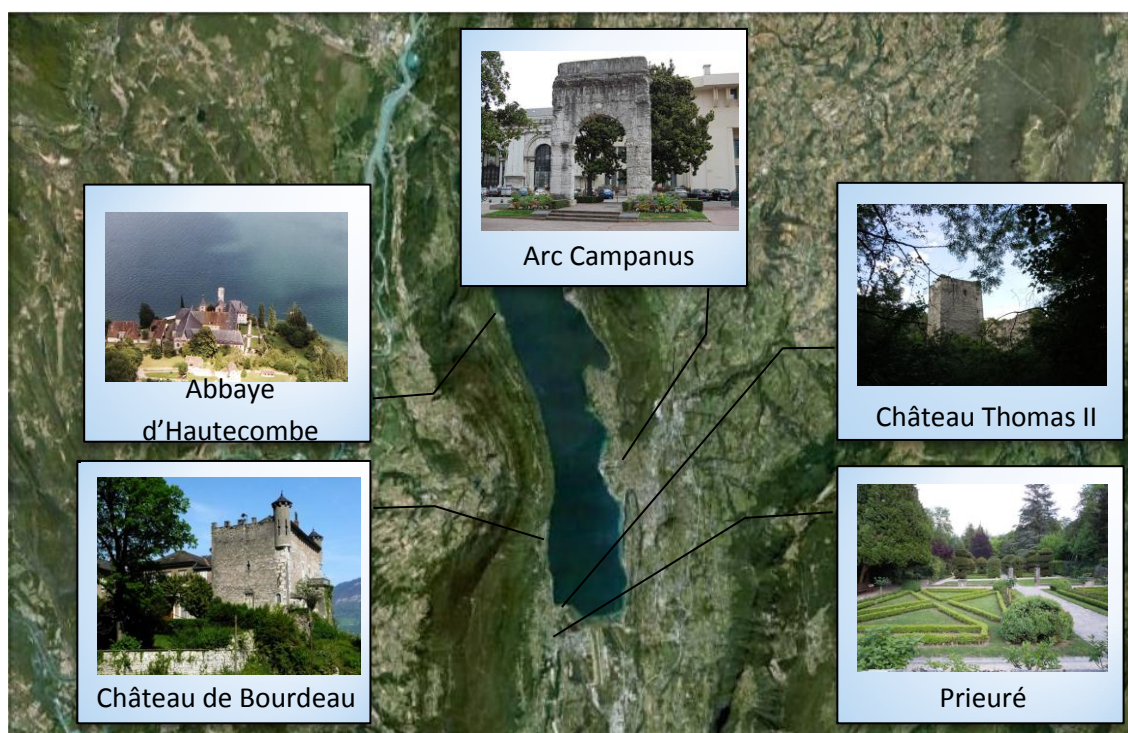 Arc Campanus
Abbaye
d'Hautecombe
Château Thomas II
Château de Bourdeau
Prieuré